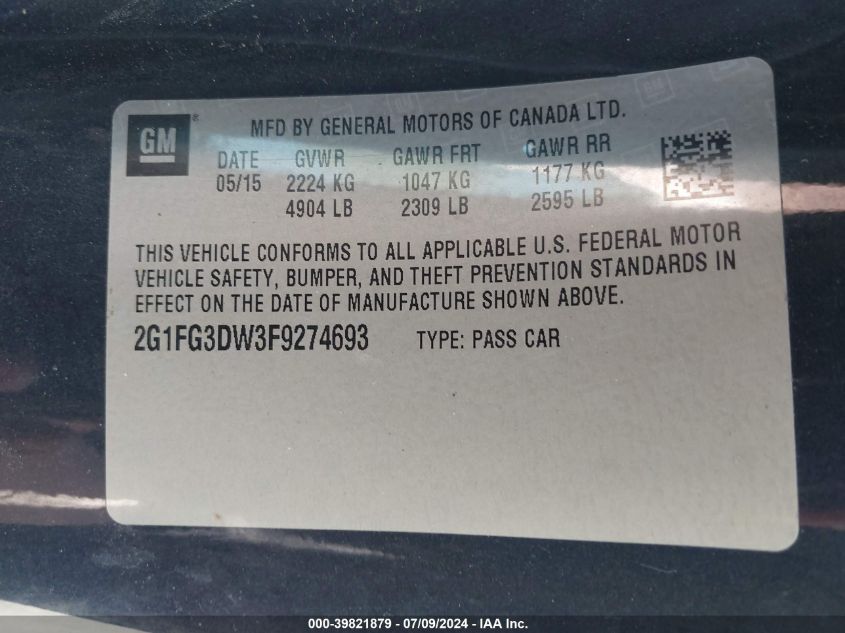 GM®
MFD BY GENERAL MOTORS OF CANADA LTD.
DATE GVWR GAWR FRT GAWR RR
05/15 2224 KG 1047 KG 1177 KG
4904 LB 2309 LB 2595 LB
THIS VEHICLE CONFORMS TO ALL APPLICABLE U.S. FEDERAL MOTOR
VEHICLE SAFETY, BUMPER, AND THEFT PREVENTION STANDARDS IN
EFFECT ON THE DATE OF MANUFACTURE SHOWN ABOVE.
2G1FG3DW3F9274693 TYPE: PASS CAR
000-39821879 - 07/09/2024 - IAA Inc.